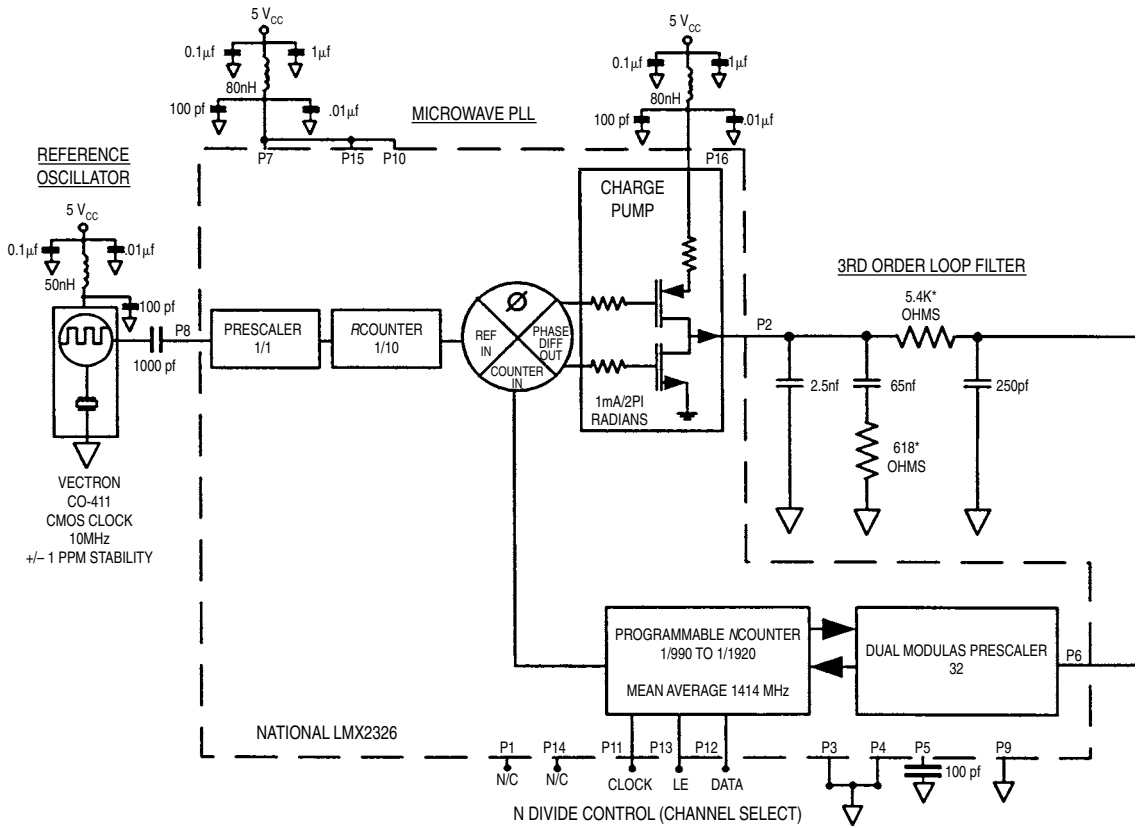 5 VCC
0.1µf
1µf
80nH
100 pf
.01µf
P7
P15
P10
MICROWAVE PLL
5 VCC
0.1µf
1µf
80nH
100 pf
.01µf
P16
REFERENCE
OSCILLATOR
5 VCC
0.1µf
.01µf
50nH
100 pf
P8
1000 pf
VECTRON
CO-411
CMOS CLOCK
10MHz
+/– 1 PPM STABILITY
PRESCALER
1/1
RCOUNTER
1/10
Ø
REF
IN
PHASE
DIFF
OUT
COUNTER
IN
CHARGE
PUMP
1mA/2PI
RADIANS
P2
3RD ORDER LOOP FILTER
5.4K*
OHMS
2.5nf
65nf
250pf
618*
OHMS
PROGRAMMABLE NCOUNTER
1/990 TO 1/1920
MEAN AVERAGE 1414 MHz
DUAL MODULAS PRESCALER
32
P6
NATIONAL LMX2326
P1
N/C
P14
N/C
P11
CLOCK
P13
LE
P12
DATA
P3
P4
P5
100 pf
P9
N DIVIDE CONTROL (CHANNEL SELECT)